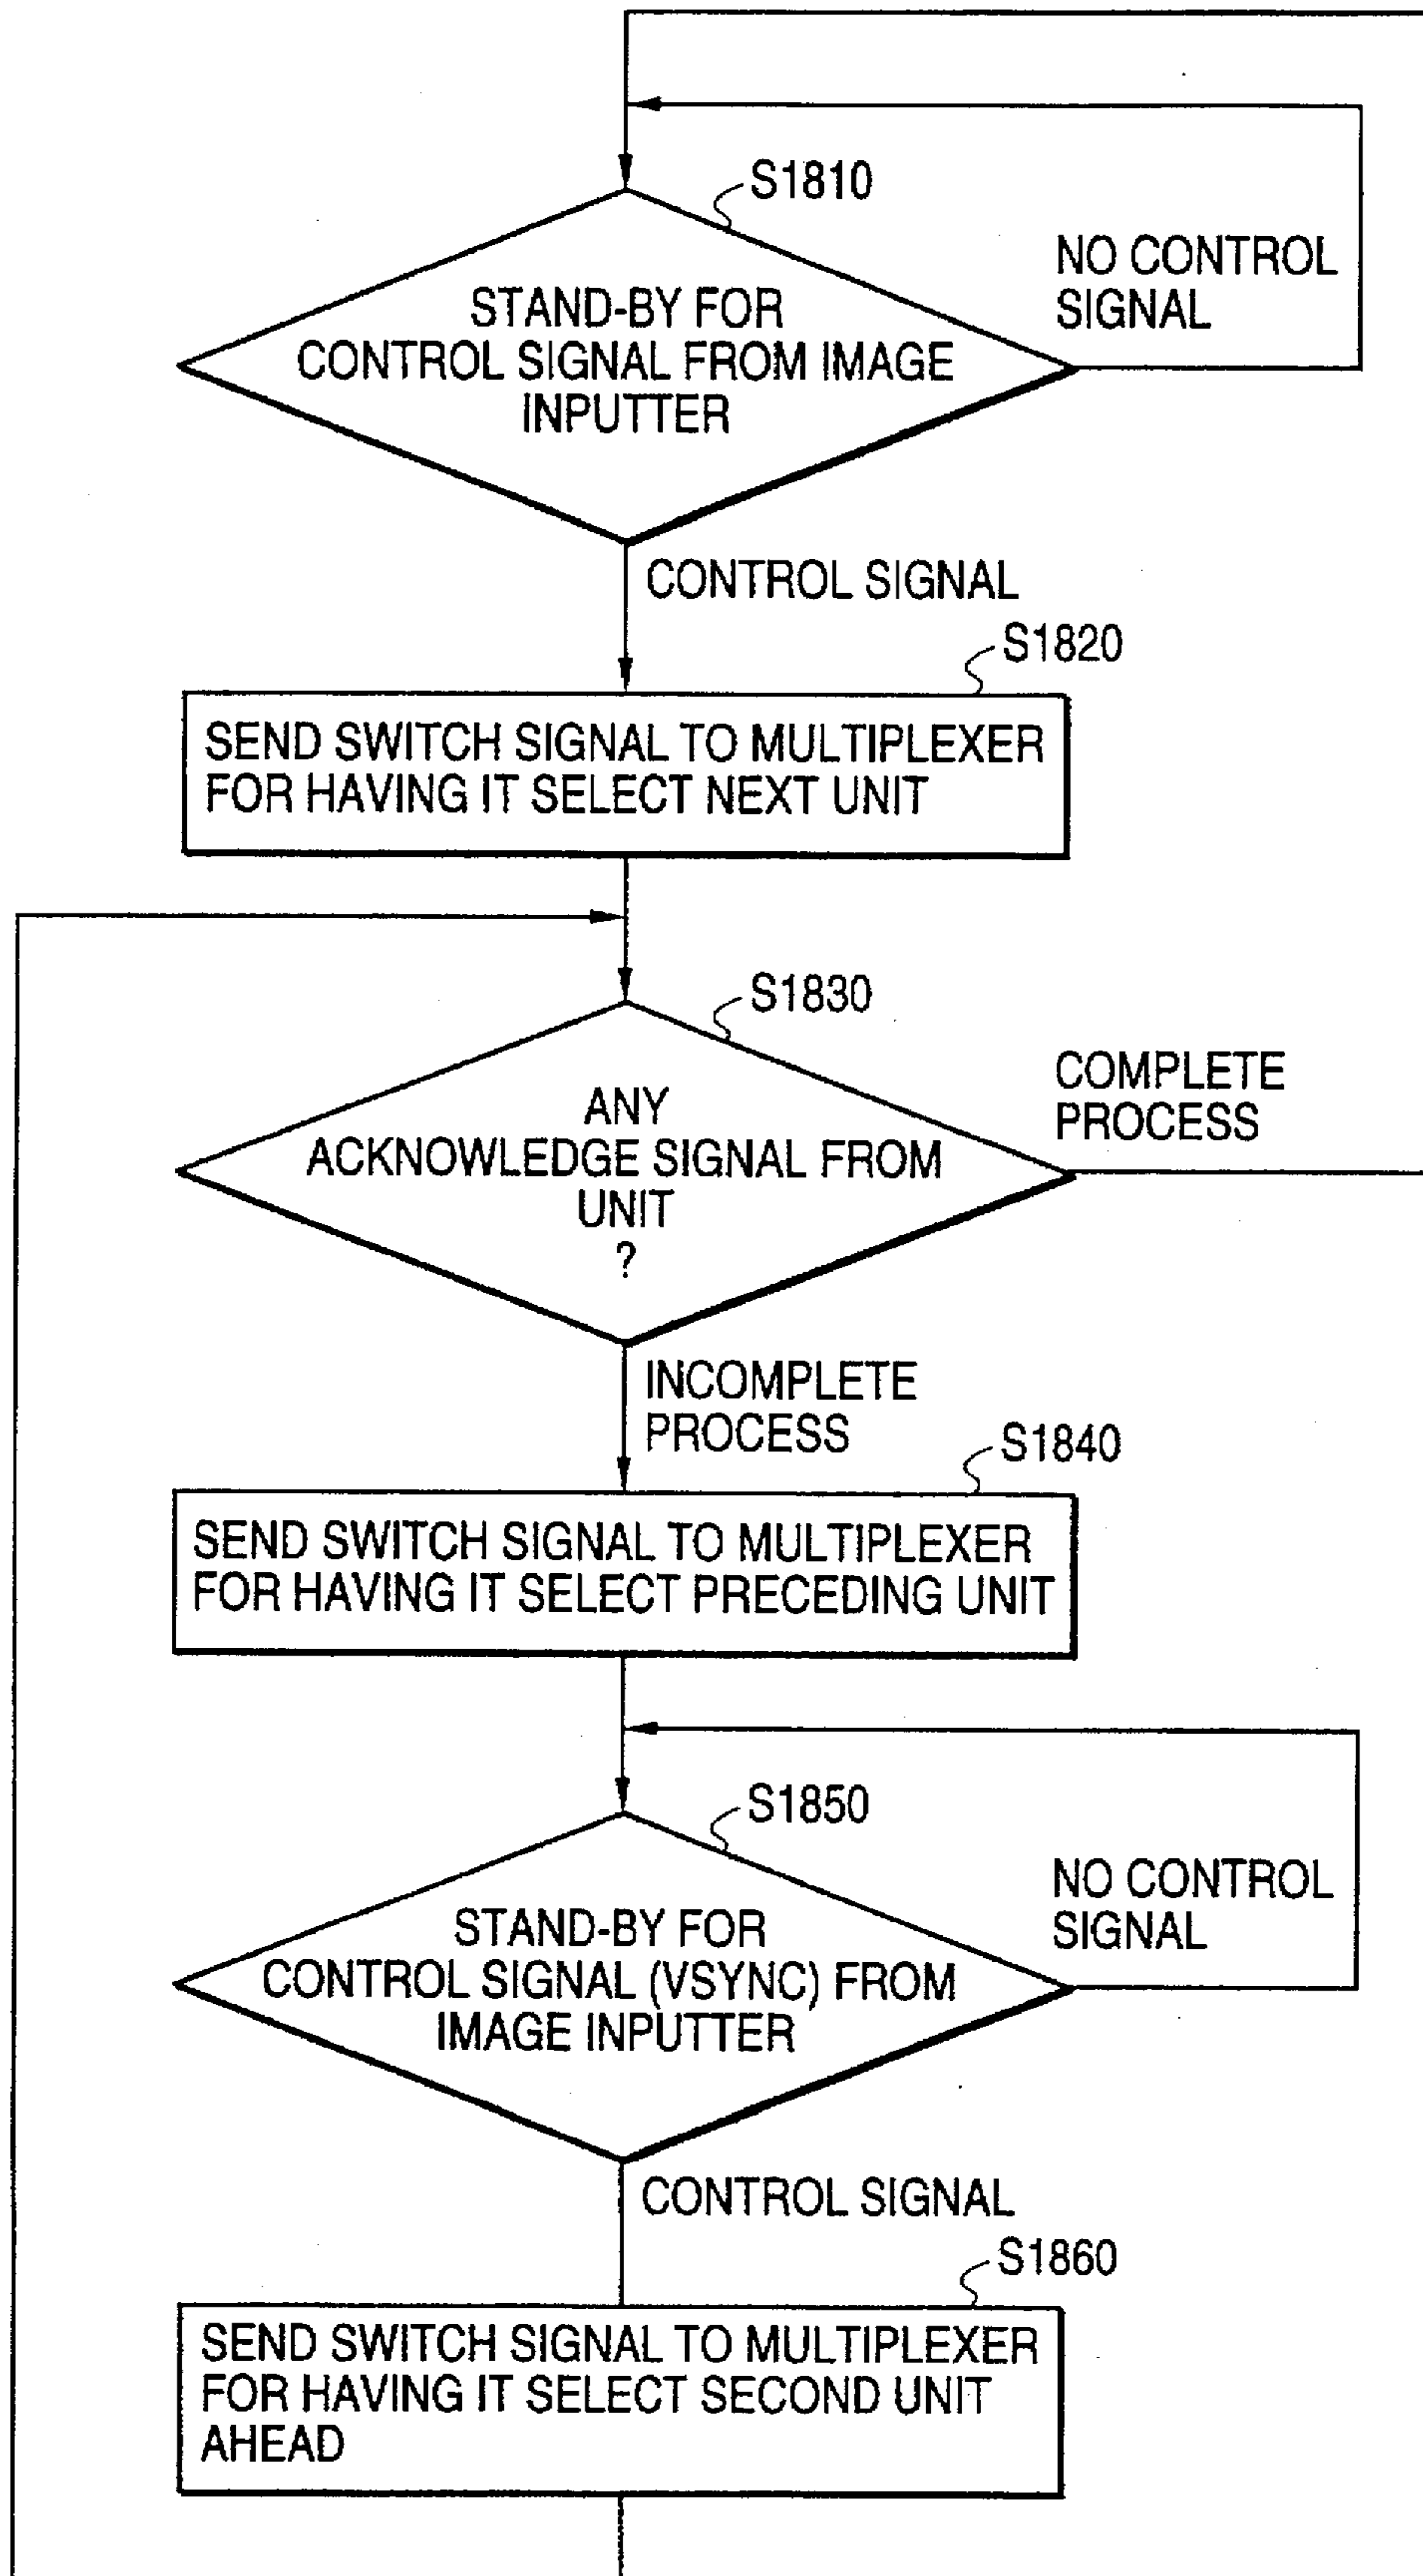 S1810
NO CONTROL
SIGNAL
STAND-BY FOR
CONTROL SIGNAL FROM IMAGE
INPUTTER
CONTROL SIGNAL
S1820
SEND SWITCH SIGNAL TO MULTIPLEXER
FOR HAVING IT SELECT NEXT UNIT
S1830
COMPLETE
PROCESS
ANY
ACKNOWLEDGE SIGNAL FROM
UNIT
?
INCOMPLETE
PROCESS
S1840
SEND SWITCH SIGNAL TO MULTIPLEXER
FOR HAVING IT SELECT PRECEDING UNIT
S1850
NO CONTROL
SIGNAL
STAND-BY FOR
CONTROL SIGNAL (VSYNC) FROM
IMAGE INPUTTER
CONTROL SIGNAL
S1860
SEND SWITCH SIGNAL TO MULTIPLEXER
FOR HAVING IT SELECT SECOND UNIT
AHEAD